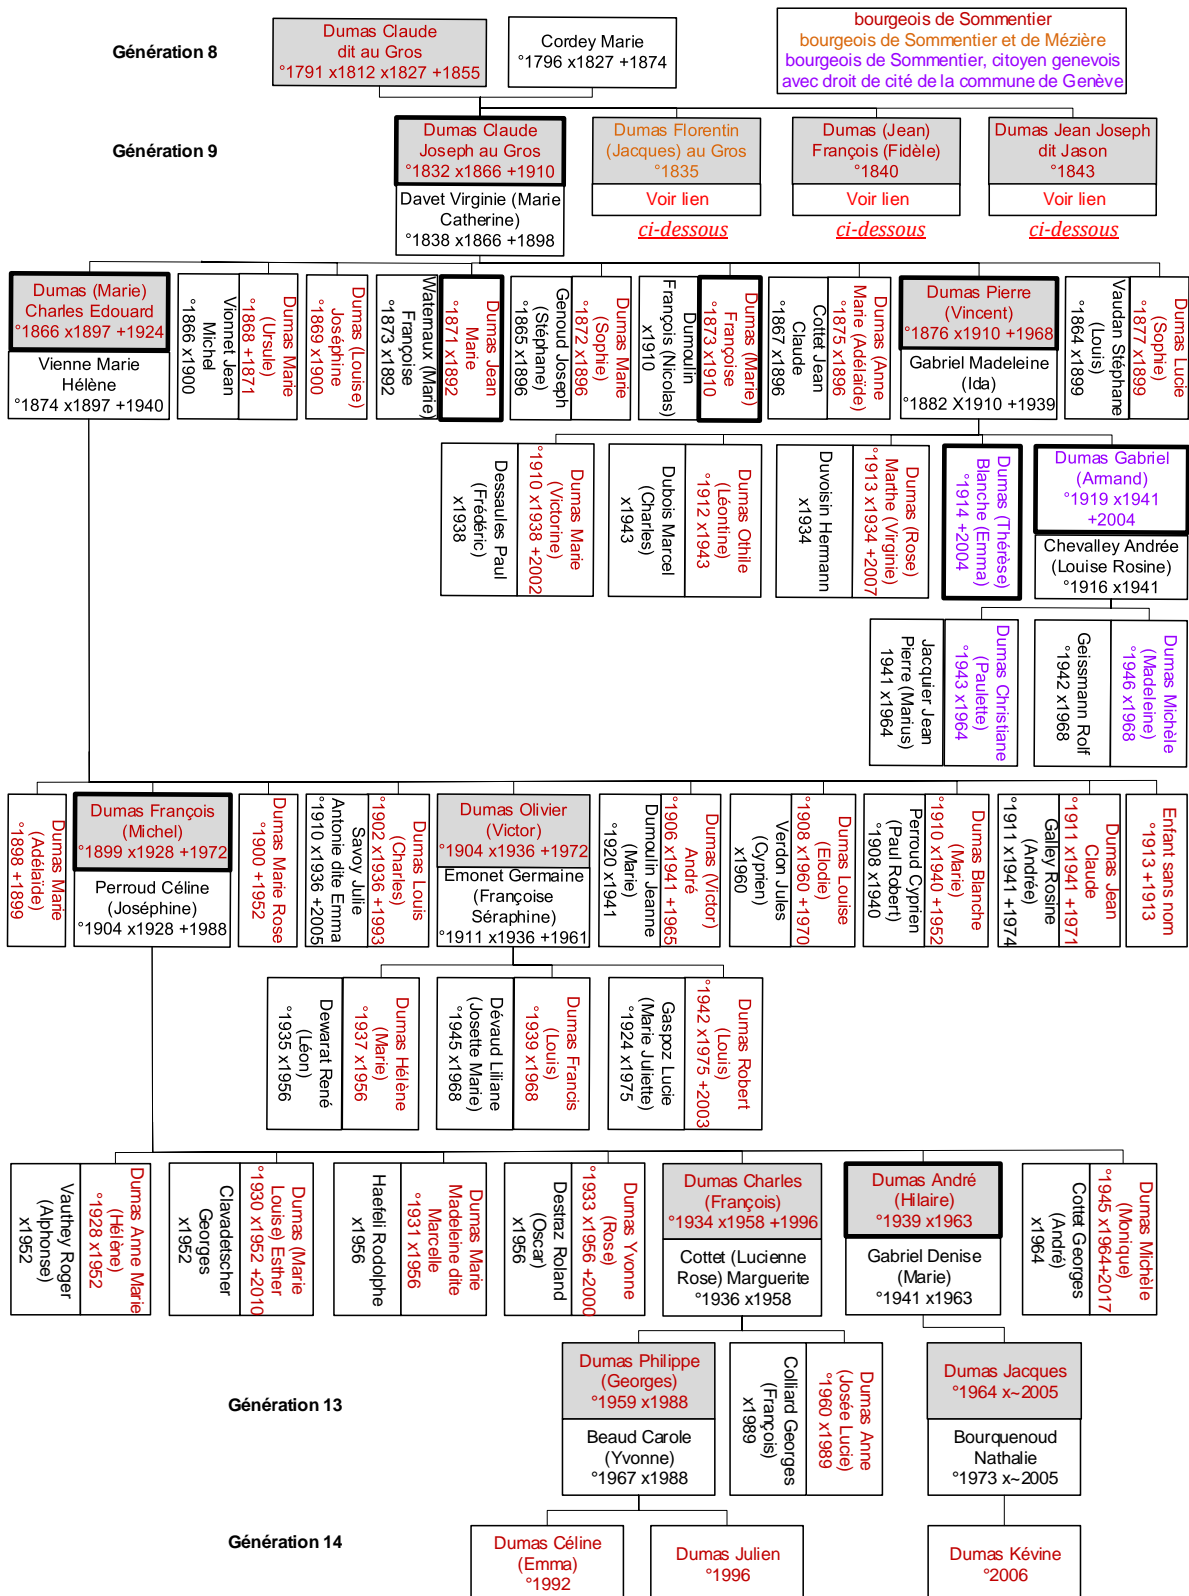 Génération 8
Dumas Claude
dit au Gros
°1791 x1812 x1827 +1855
Cordey Marie
°1796 x1827 +1874
bourgeois de Sommentier
bourgeois de Sommentier et de Mézière
bourgeois de Sommentier, citoyen genevois
avec droit de cité de la commune de Genève
Génération 9
Dumas Claude
Joseph au Gros
°1832 x1866 +1910
Davet Virginie (Marie
Catherine)
°1838 x1866 +1898
Dumas Florentin
(Jacques) au Gros
°1835
Voir lien
ci-dessous
Dumas (Jean)
François (Fidèle)
°1840
Voir lien
ci-dessous
Dumas Jean Joseph
dit Jason
°1843
Voir lien
ci-dessous
Dumas (Marie)
Charles Edouard
°1866 x1897 +1924
Vienne Marie
Hélène
°1874 x1897 +1940
Dumas Marie
(Ursule)
°1868 +1871
Vionnet Jean
Michel
°1866 x1900
Dumas (Louise)
Joséphine
°1869 x1900
Dumas Jean
Marie
°1871 x1892
Waternaux (Marie)
Françoise
°1873 x1892
Dumas Marie
(Sophie)
°1872 x1896
Genoud Joseph
(Stéphane)
°1865 x1896
Dumas (Marie)
Françoise
°1873 x1910
Dumoulin
François (Nicolas)
x1910
Dumas (Anne
Marie (Adélaïde)
°1875 x1896
Cottet Jean
Claude
°1867 x1896
Dumas Pierre
(Vincent)
°1876 x1910 +1968
Gabriel Madeleine
(Ida)
°1882 X1910 +1939
Dumas Lucie
(Sophie)
°1877 x1899
Vaudan Stéphane
(Louis)
°1864 x1899
Dumas Marie
(Victorine)
°1910 x1938 +2002
Dessaules Paul
(Frédéric)
x1938
Dumas Othile
(Léontine)
°1912 x1943
Dubois Marcel
(Charles)
x1943
Dumas (Rose)
Marthe (Virginie)
°1913 x1934 +2007
Duvoisin Hermann
x1934
Dumas (Thérèse)
Blanche (Emma)
°1914 +2004
Dumas Gabriel
(Armand)
°1919 x1941
+2004
Chevalley Andrée
(Louise Rosine)
°1916 x1941
Dumas Christiane
(Paulette)
°1943 x1964
Jacquier Jean
Pierre (Marius)
1941 x1964
Dumas Michèle
(Madeleine)
°1946 x1968
Geissmann Rolf
°1942 x1968
Dumas Marie
(Adélaïde)
°1898 +1899
Dumas François
(Michel)
°1899 x1928 +1972
Perroud Céline
(Joséphine)
°1904 x1928 +1988
Dumas Marie Rose
°1900 +1952
Dumas Louis
(Charles)
°1902 x1936 +1993
Savoy Julie
Antonie dite Emma
°1910 x1936 +2005
Dumas Olivier
(Victor)
°1904 x1936 +1972
Emonet Germaine
(Françoise
Séraphine)
°1911 x1936 +1961
Dumas (Victor)
André
°1906 x1941 +1965
Dumoulin Jeanne
(Marie)
°1920 x1941
Dumas Louise
(Elodie)
°1908 x1960 +1970
Verdon Jules
(Cyprien)
x1960
Dumas Blanche
(Marie)
°1910 x1940 +1952
Perroud Cyprien
(Paul Robert)
°1908 x1940
Dumas Jean
Claude
°1911 x1941 +1971
Galley Rosine
(Andrée)
°1911 x1941 +1974
Enfant sans nom
°1913 +1913
Dumas Hélène
(Marie)
°1937 x1956
Dewarat René
(Léon)
°1935 x1956
Dumas Francis
(Louis)
°1939 x1968
Dévaud Liliane
(Josette Marie)
°1945 x1968
Dumas Robert
(Louis)
°1942 x1975 +2003
Gaspoz Lucie
(Marie Juliette)
°1924 x1975
Dumas Anne Marie
(Hélène)
°1928 x1952
Vauthey Roger
(Alphonse)
x1952
Dumas (Marie
Louise) Esther
°1930 x1952 +2010
Clavadetscher
Georges
x1952
Dumas Marie
Madeleine dite
Marcelle
°1931 x1956
Haefeli Rodolphe
x1956
Dumas Yvonne
(Rose)
°1933 x1956 +2000
Destraz Roland
(Oscar)
x1956
Dumas Charles
(François)
°1934 x1958 +1996
Cottet (Lucienne
Rose) Marguerite
°1936 x1958
Dumas André
(Hilaire)
°1939 x1963
Gabriel Denise
(Marie)
°1941 x1963
Dumas Michèle
(Monique)
°1945 x1964+2017
Cottet Georges
(André)
x1964
Génération 13
Dumas Philippe
(Georges)
°1959 x1988
Beaud Carole
(Yvonne)
°1967 x1988
Dumas Anne
(Josée Lucie)
°1960 x1989
Colliard Georges
(François)
x1989
Dumas Jacques
°1964 x~2005
Bourquenoud
Nathalie
°1973 x~2005
Génération 14
Dumas Céline
(Emma)
°1992
Dumas Julien
°1996
Dumas Kévine
°2006